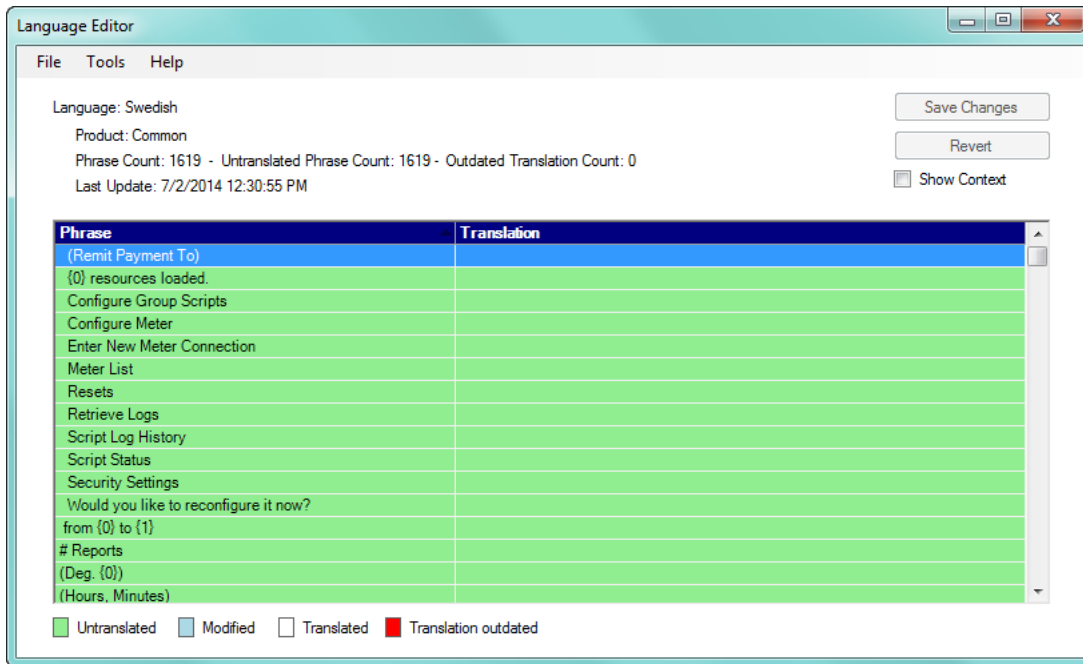 Language Editor
File Tools Help
Language: Swedish
Save Changes
Product: Common
Phrase Count: 1619 - Untranslated Phrase Count: 1619 - Outdated Translation Count: 0
Revert
Last Update: 7/2/2014 12:30:55 PM
Show Context
Phrase Translation
(Remit Payment To)
{0} resources loaded.
Configure Group Scripts
Configure Meter
Enter New Meter Connection
Meter List
Resets
Retrieve Logs
Script Log History
Script Status
Security Settings
Would you like to reconfigure it now?
from {0} to {1}
# Reports
(Deg. {0})
(Hours, Minutes)
Untranslated Modified Translated Translation outdated